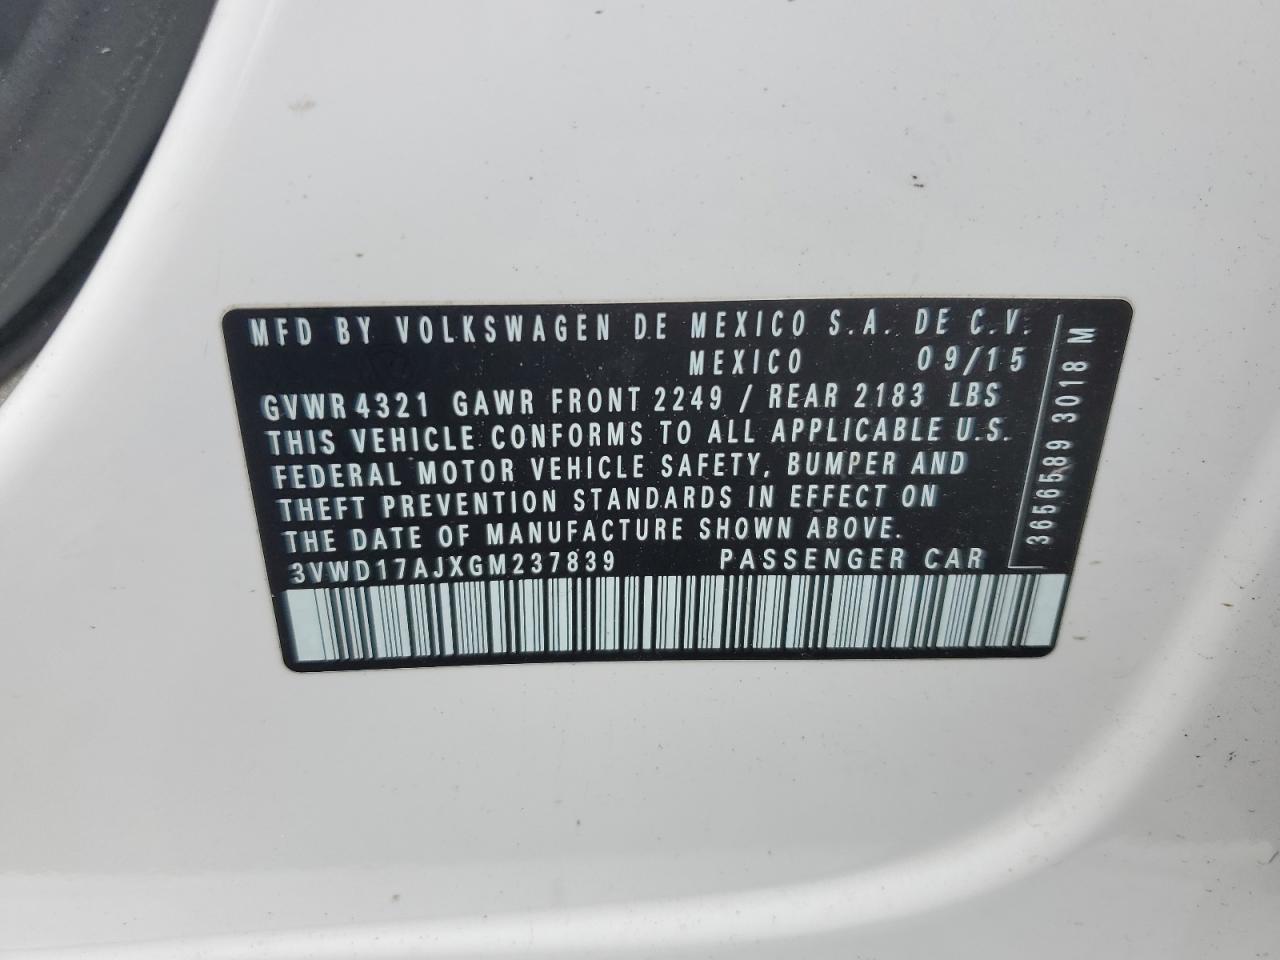 MFD BY VOLKSWAGEN DE MEXICO S.A. DE C.V.
MEXICO 09/15
GVWR 4321 GAWR FRONT 2249 / REAR 2183 LBS
THIS VEHICLE CONFORMS TO ALL APPLICABLE U.S.
FEDERAL MOTOR VEHICLE SAFETY, BUMPER AND
THEFT PREVENTION STANDARDS IN EFFECT ON
THE DATE OF MANUFACTURE SHOWN ABOVE.
3VWD17AJXGM237839 PASSENGER CAR
3656589 3018 M